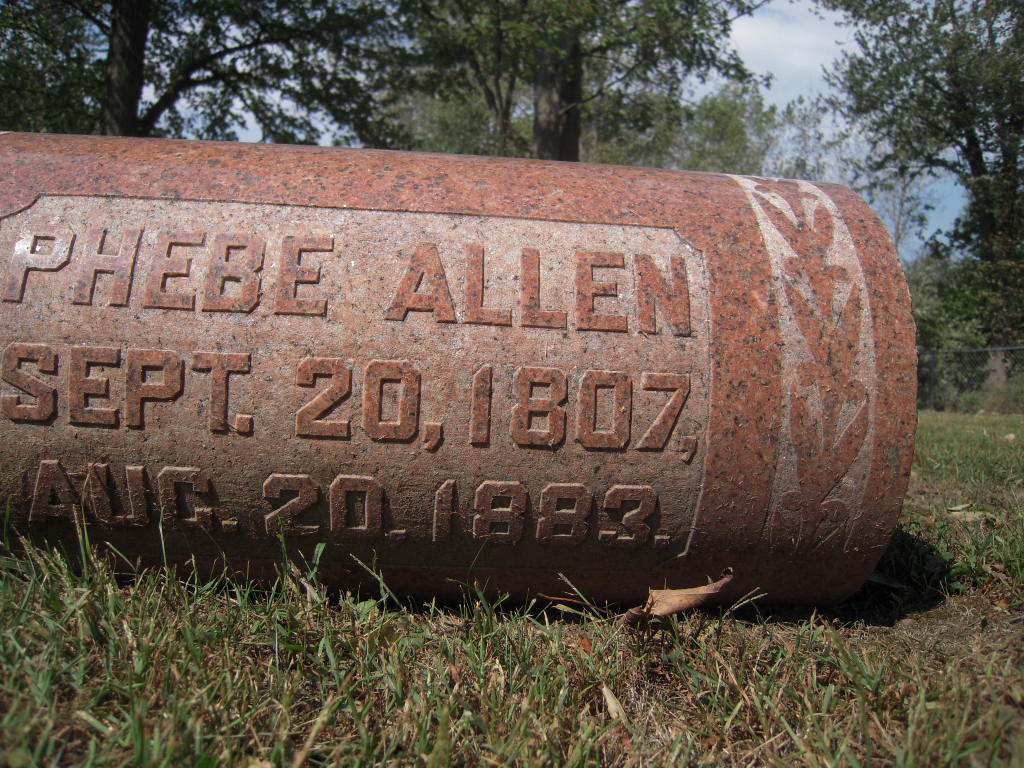 PHEBE ALLEN
SEPT. 20, 1807,
AUG. 20. 1883.